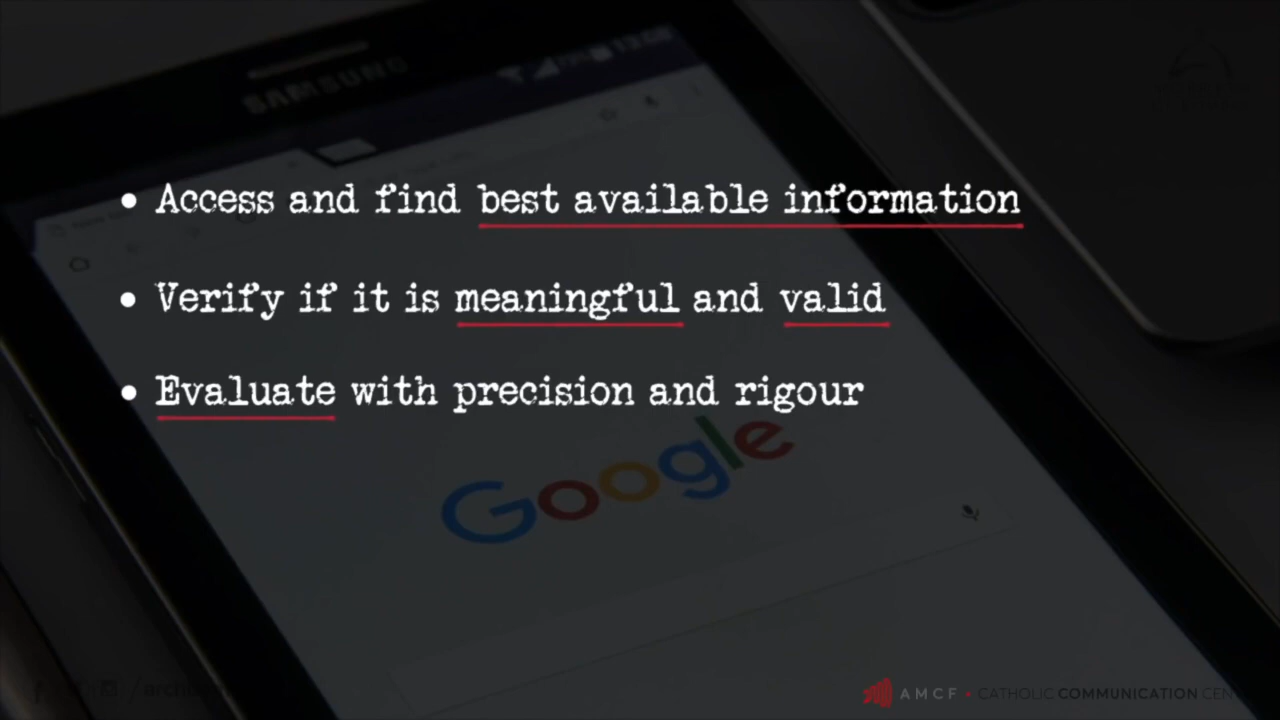 SAMSUNG
• Access and find best available information
• Verify if it is meaningful and valid
• Evaluate with precision and rigour
Google
AMCF • CATHOLIC COMMUNICATION CEN